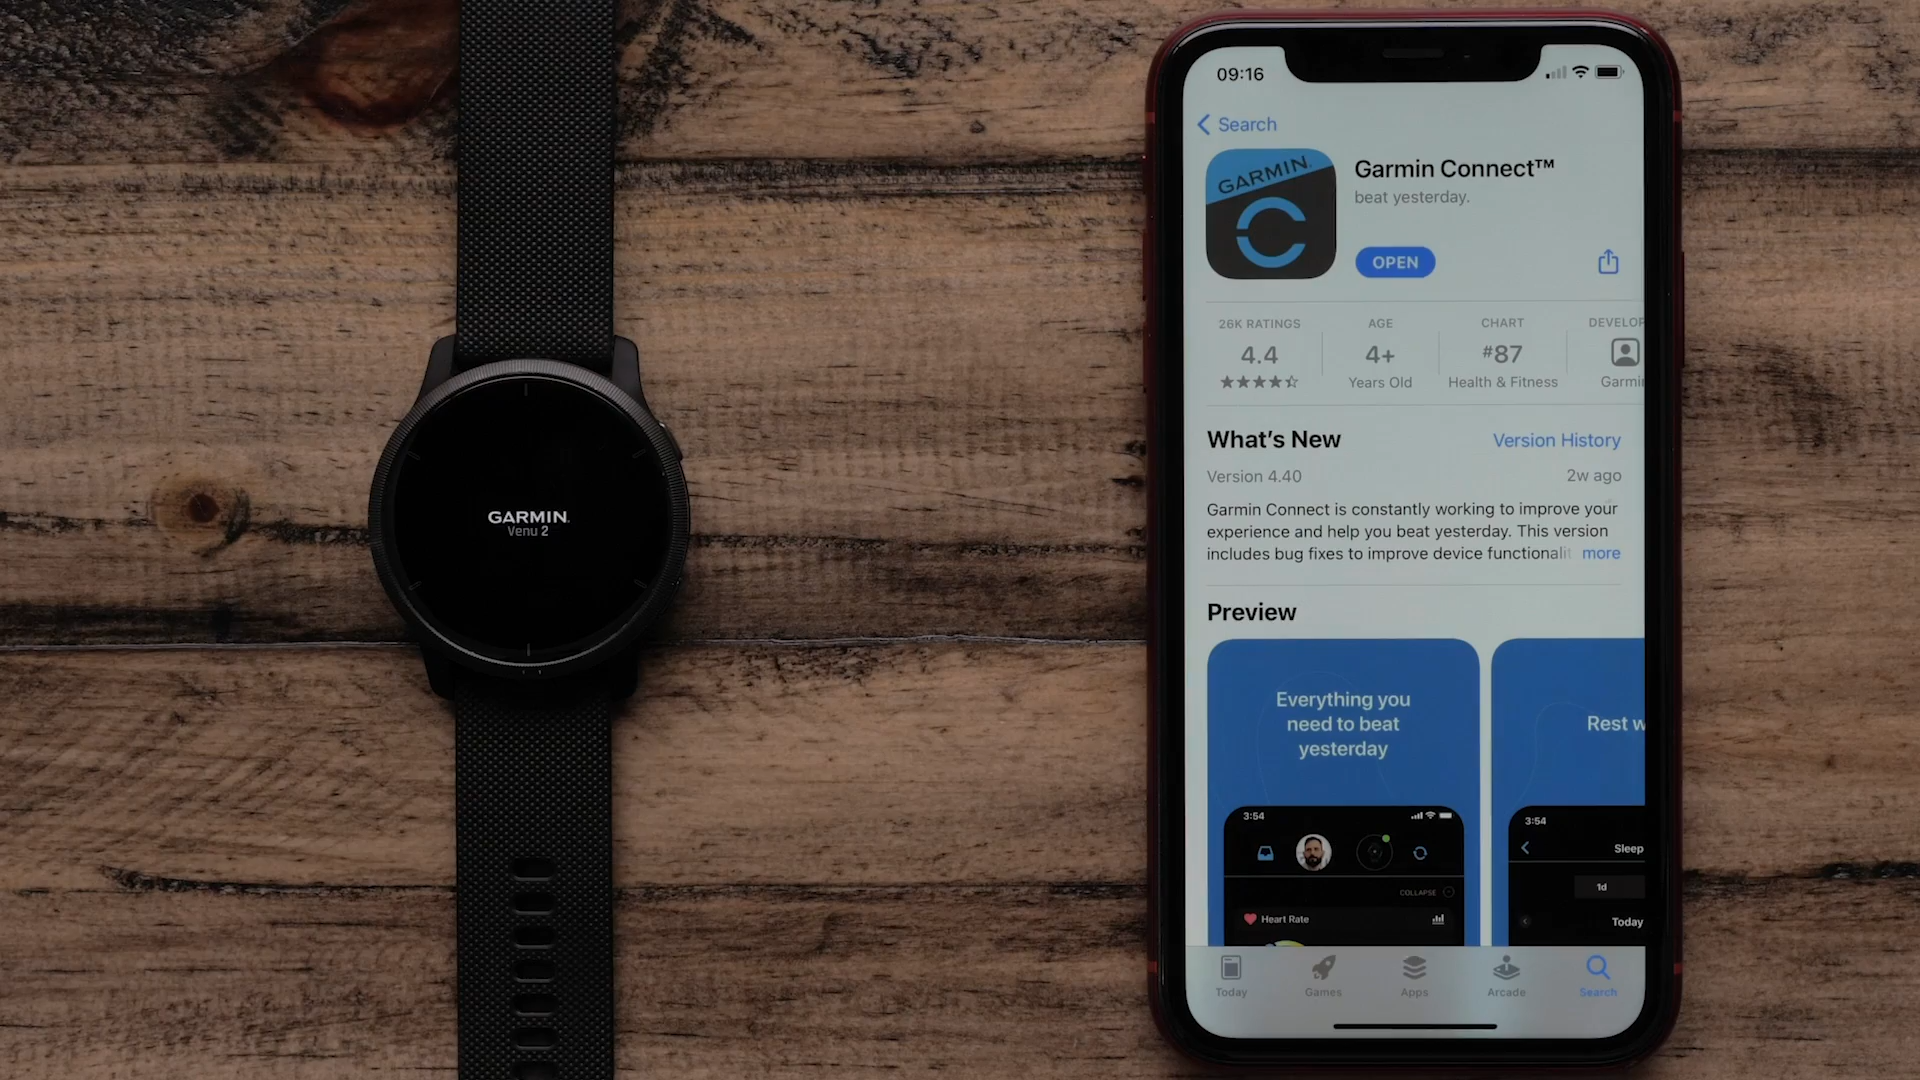 GARMIN.
Venu 2
09:16
Search
GARMIN.
Garmin Connect™
beat yesterday.
OPEN
26K RATINGS
4.4
★★★★⯪
AGE
4+
Years Old
CHART
#87
Health & Fitness
DEVELOP
Garmi
What's New
Version History
Version 4.40
2w ago
Garmin Connect is constantly working to improve your
experience and help you beat yesterday. This version
includes bug fixes to improve device functionalit more
Preview
Everything you
need to beat
yesterday
3:54
COLLAPSE
Heart Rate
Rest w
3:54
Sleep
1d
Today
Today
Games
Apps
Arcade
Search